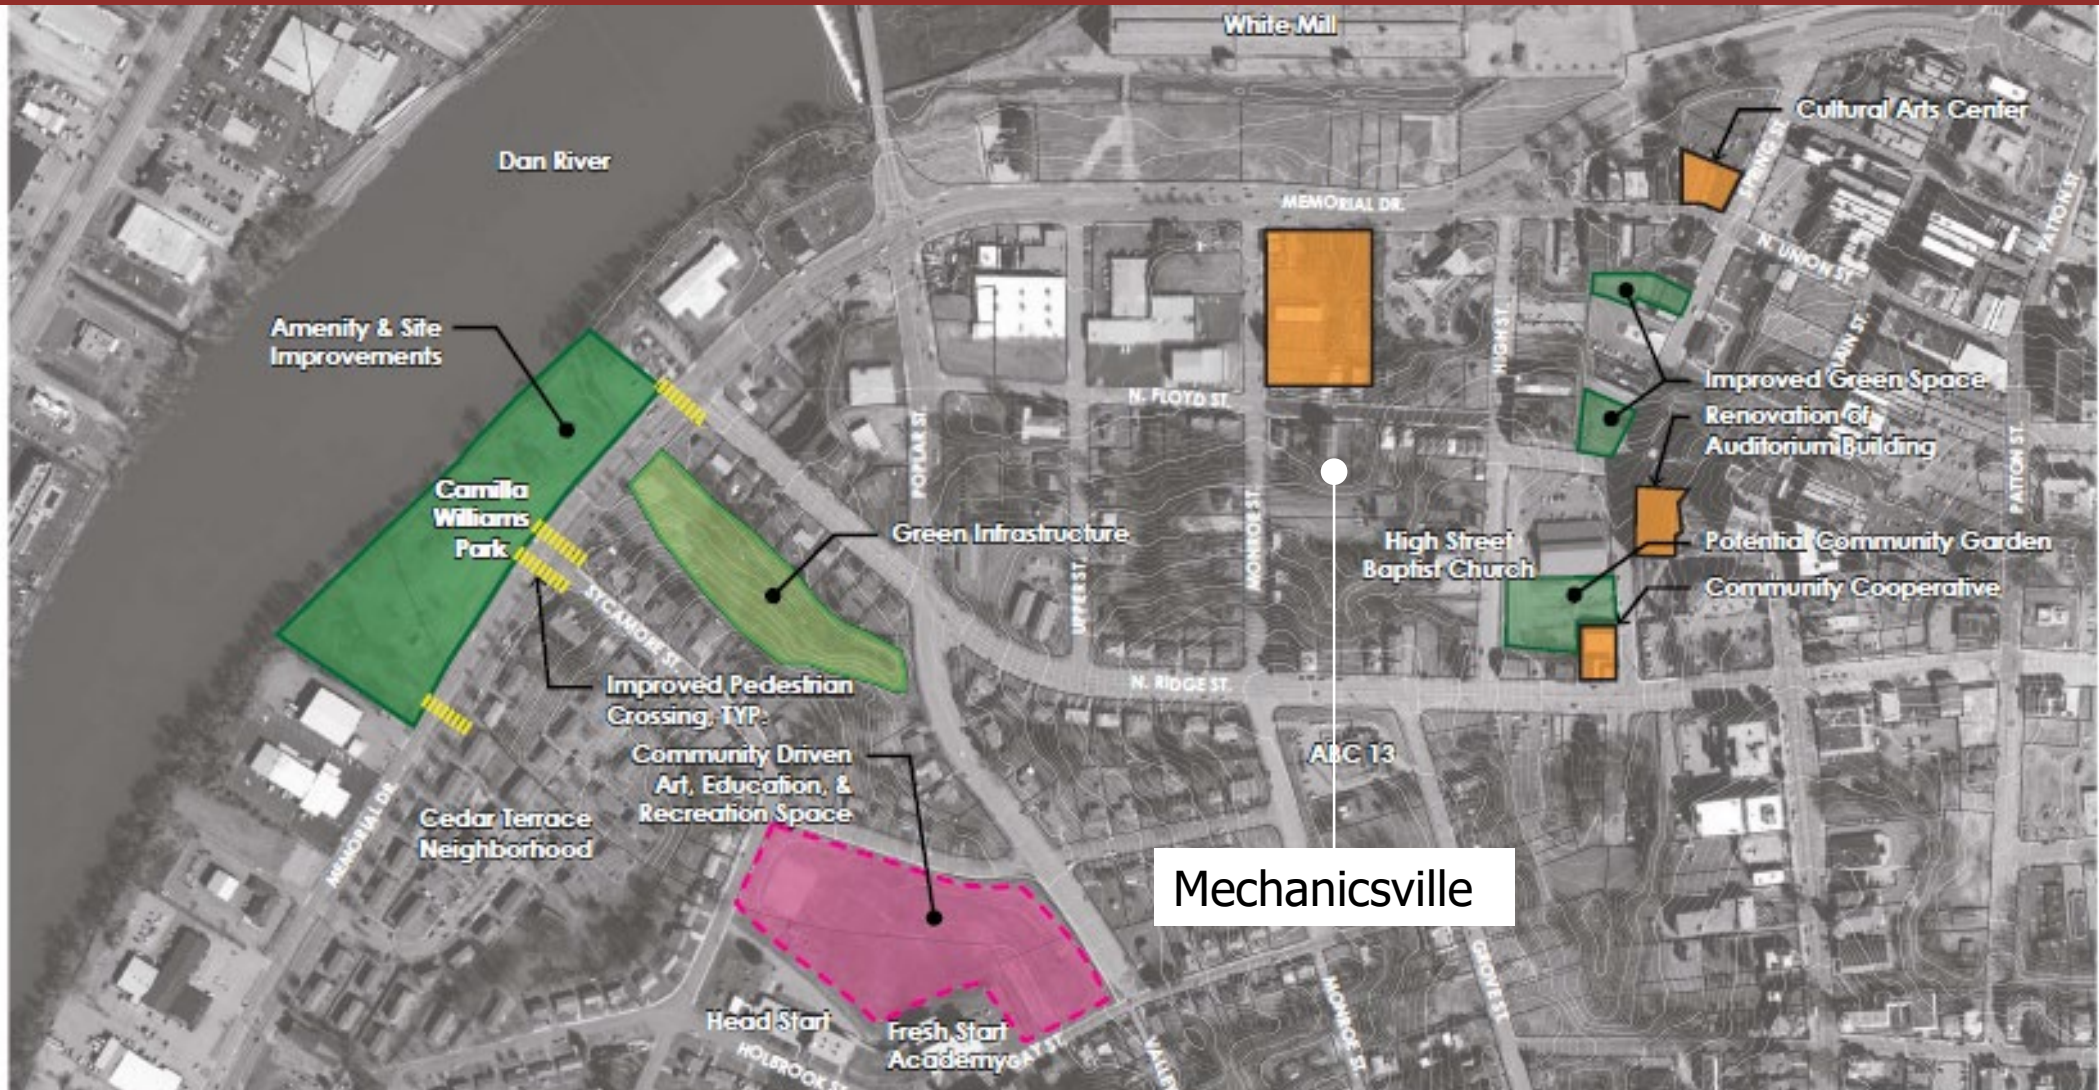 White Mill
Cultural Arts Center
Dan River
SPRING ST.
PATTON ST.
MEMORIAL DR.
N. UNION ST.
Amenity & Site
Improvements
HIGH ST.
Improved Green Space
N. FLOYD ST.
Renovation of
Auditorium Building
POPLAR ST.
PATTON ST.
Camilla
Williams
Park
MONROE ST.
Green Infrastructure
High Street
Baptist Church
Potential Community Garden
UPPER ST.
Community Cooperative
SYCAMORE ST.
Improved Pedestrian
Crossing, TYP.
N. RIDGE ST.
Community Driven
Art, Education, &
Recreation Space
ABC 13
MEMORIAL DR.
Cedar Terrace
Neighborhood
Mechanicsville
GROVE ST.
MONROE ST.
Head Start
Fresh Start
Academy
GAY ST.
HOLBROOK ST.
VALLEY